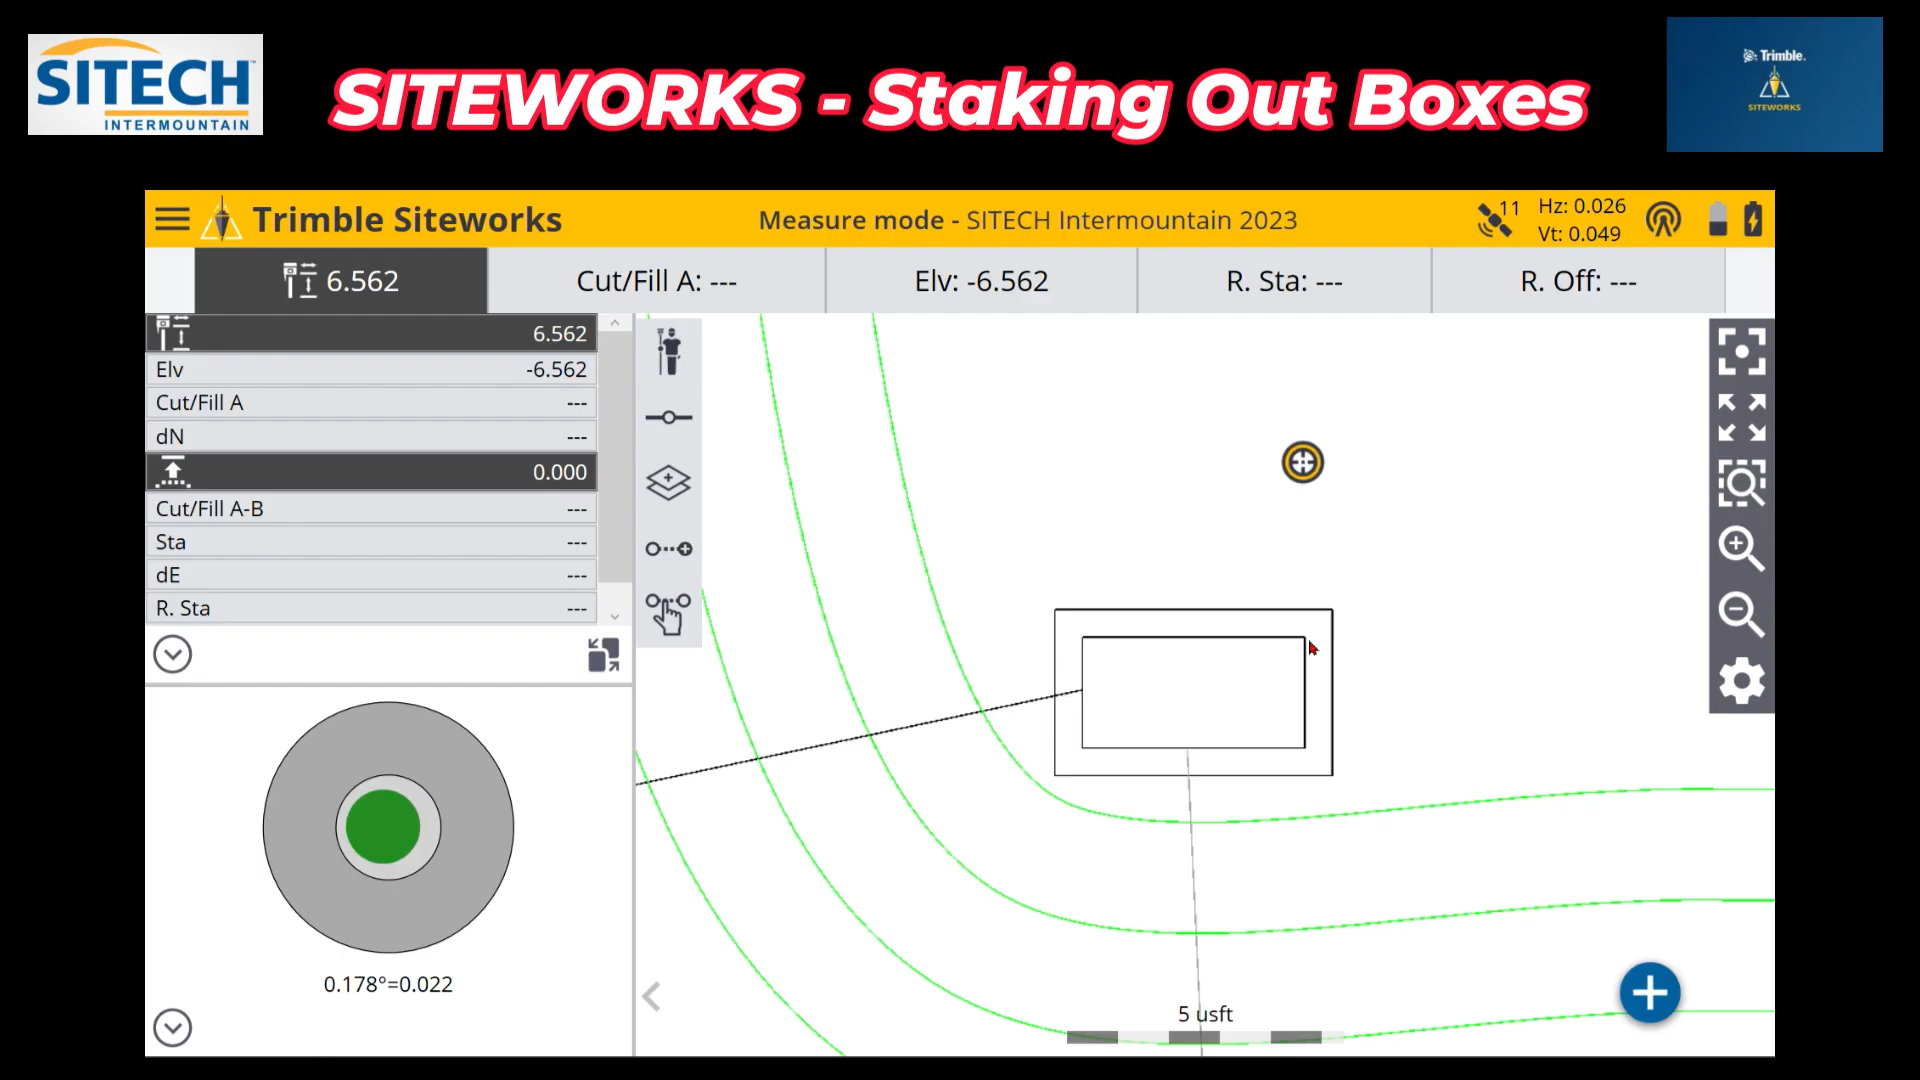 SITECH
INTERMOUNTAIN
SITEWORKS - Staking Out Boxes
Trimble.
SITEWORKS
Trimble Siteworks
Measure mode - SITECH Intermountain 2023
11
Hz: 0.026
Vt: 0.049
6.562
Cut/Fill A: ---
Elv: -6.562
R. Sta: ---
R. Off: ---
6.562
Elv -6.562
Cut/Fill A ---
dN ---
0.000
Cut/Fill A-B ---
Sta ---
dE ---
R. Sta ---
0.178°=0.022
5 usft